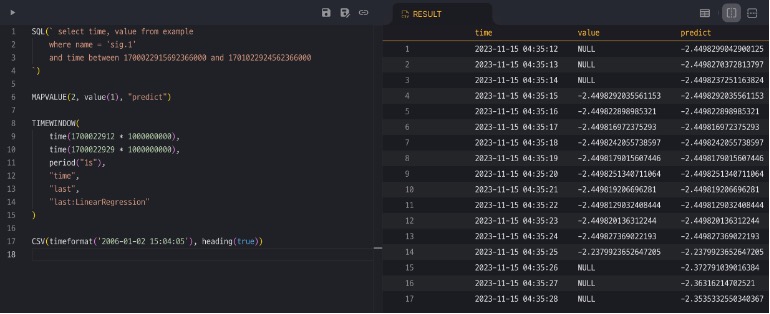 RESULT
1 SQL(` select time, value from example
2 where name = 'sig.1'
3 and time between 1700022915692366000 and 1701022924562366000
4 `)
5
6 MAPVALUE(2, value(1), "predict")
7
8 TIMEWINDOW(
9 time(1700022912 * 1000000000),
10 time(1700022929 * 1000000000),
11 period("1s"),
12 "time",
13 "last",
14 "last:LinearRegression"
15 )
16
17 CSV(timeformat('2006-01-02 15:04:05'), heading(true))
18
time value predict
1 2023-11-15 04:35:12 NULL -2.4498299042900125
2 2023-11-15 04:35:13 NULL -2.4498270372813797
3 2023-11-15 04:35:14 NULL -2.4498237251163824
4 2023-11-15 04:35:15 -2.4498292035561153 -2.4498292035561153
5 2023-11-15 04:35:16 -2.449822898985321 -2.449822898985321
6 2023-11-15 04:35:17 -2.449816972375293 -2.449816972375293
7 2023-11-15 04:35:18 -2.4498242055738597 -2.4498242055738597
8 2023-11-15 04:35:19 -2.4498179015607446 -2.4498179015607446
9 2023-11-15 04:35:20 -2.4498251340711064 -2.4498251340711064
10 2023-11-15 04:35:21 -2.449819206696281 -2.449819206696281
11 2023-11-15 04:35:22 -2.4498129032408444 -2.4498129032408444
12 2023-11-15 04:35:23 -2.449820136312244 -2.449820136312244
13 2023-11-15 04:35:24 -2.449827369022193 -2.449827369022193
14 2023-11-15 04:35:25 -2.2379923652647205 -2.2379923652647205
15 2023-11-15 04:35:26 NULL -2.372791039016384
16 2023-11-15 04:35:27 NULL -2.36316214702521
17 2023-11-15 04:35:28 NULL -2.3535332550340367